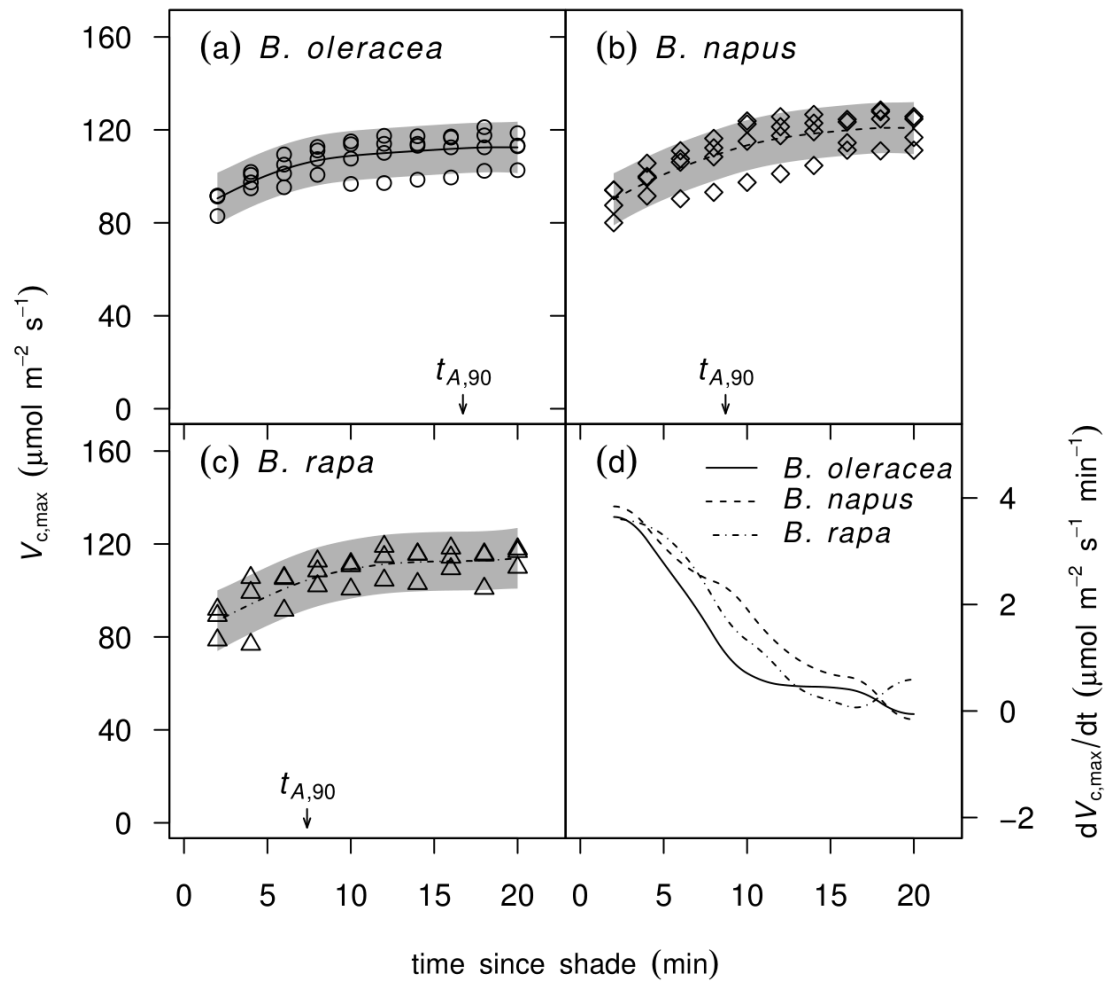 (a) B. oleracea
(b) B. napus
160
120
80
40
0
t_A,90
t_A,90
(c) B. rapa
(d)
B. oleracea
B. napus
B. rapa
160
120
80
40
0
t_A,90
4
2
0
−2
V_c,max (μmol m⁻² s⁻¹)
dV_c,max/dt (μmol m⁻² s⁻¹ min⁻¹)
0 5 10 15 20
0 5 10 15 20
time since shade (min)